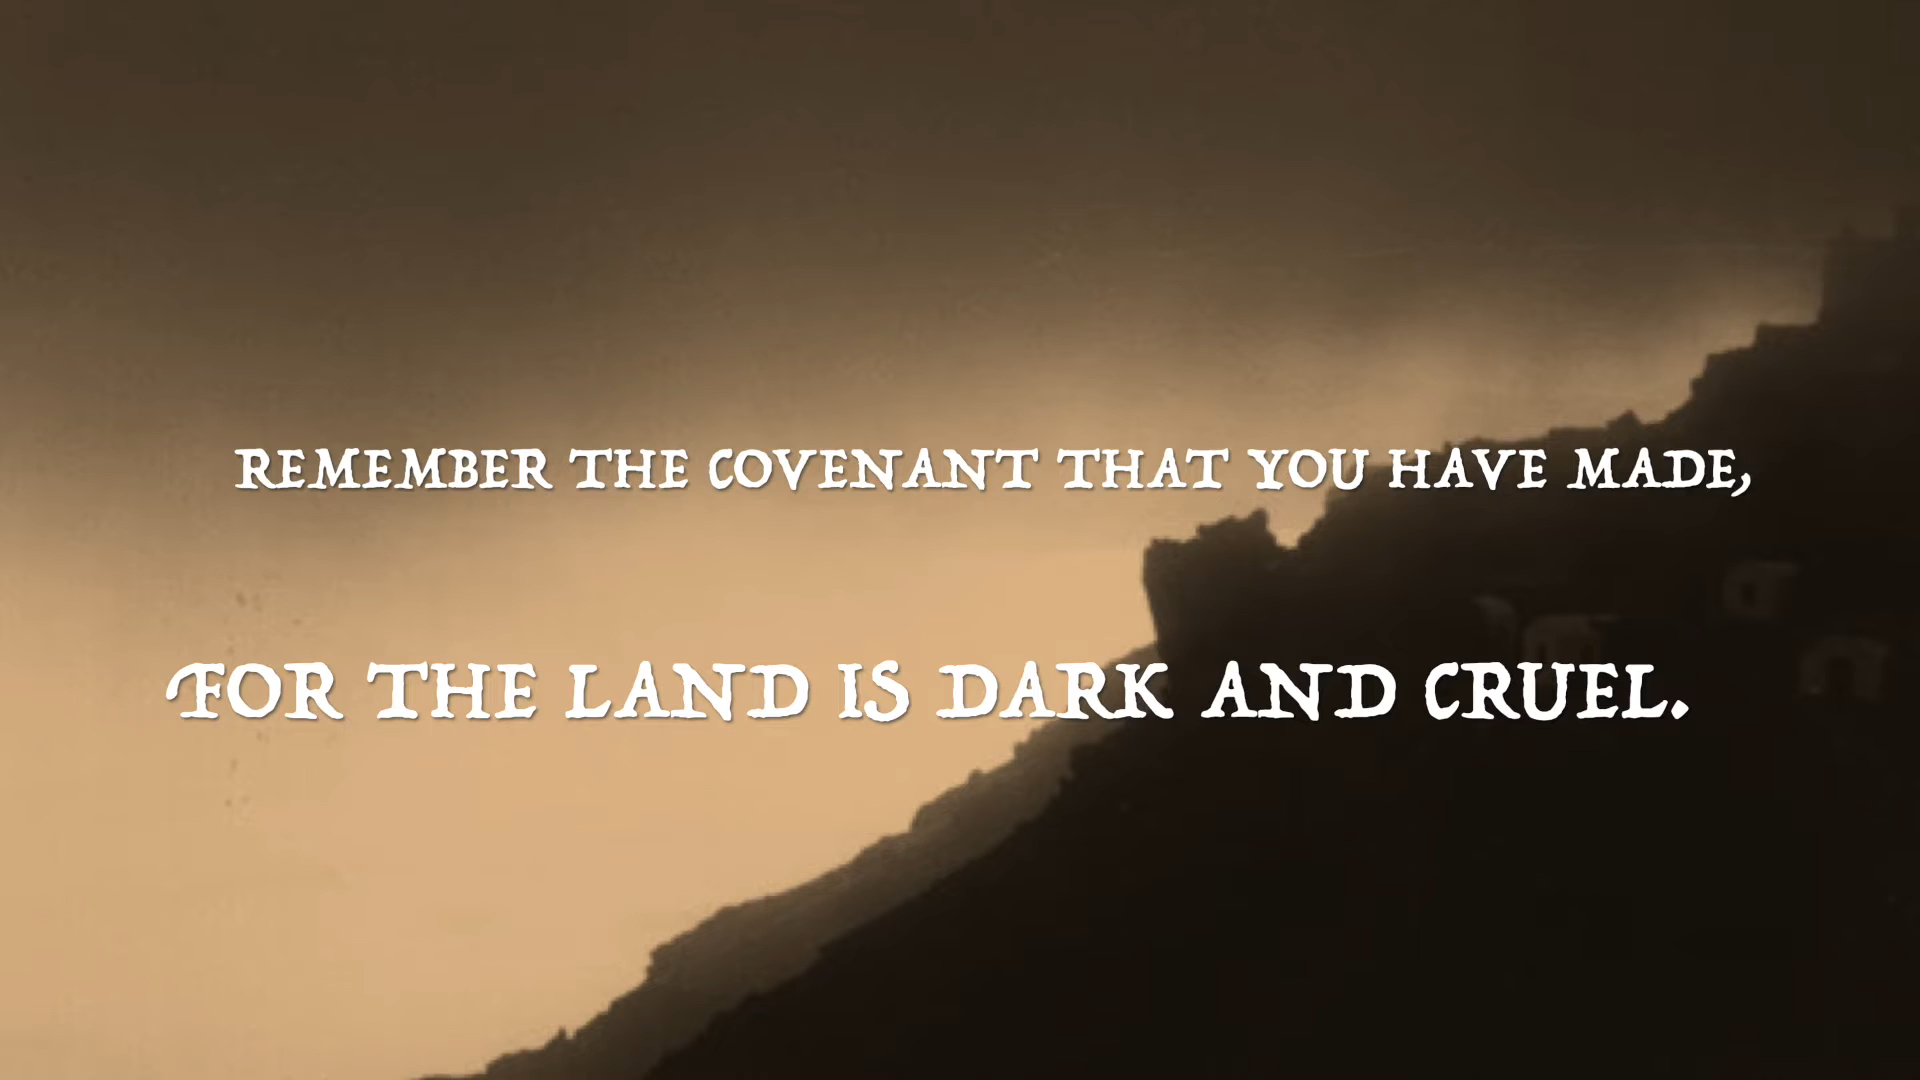 REMEMBER THE COVENANT THAT YOU HAVE MADE,
FOR THE LAND IS DARK AND CRUEL.